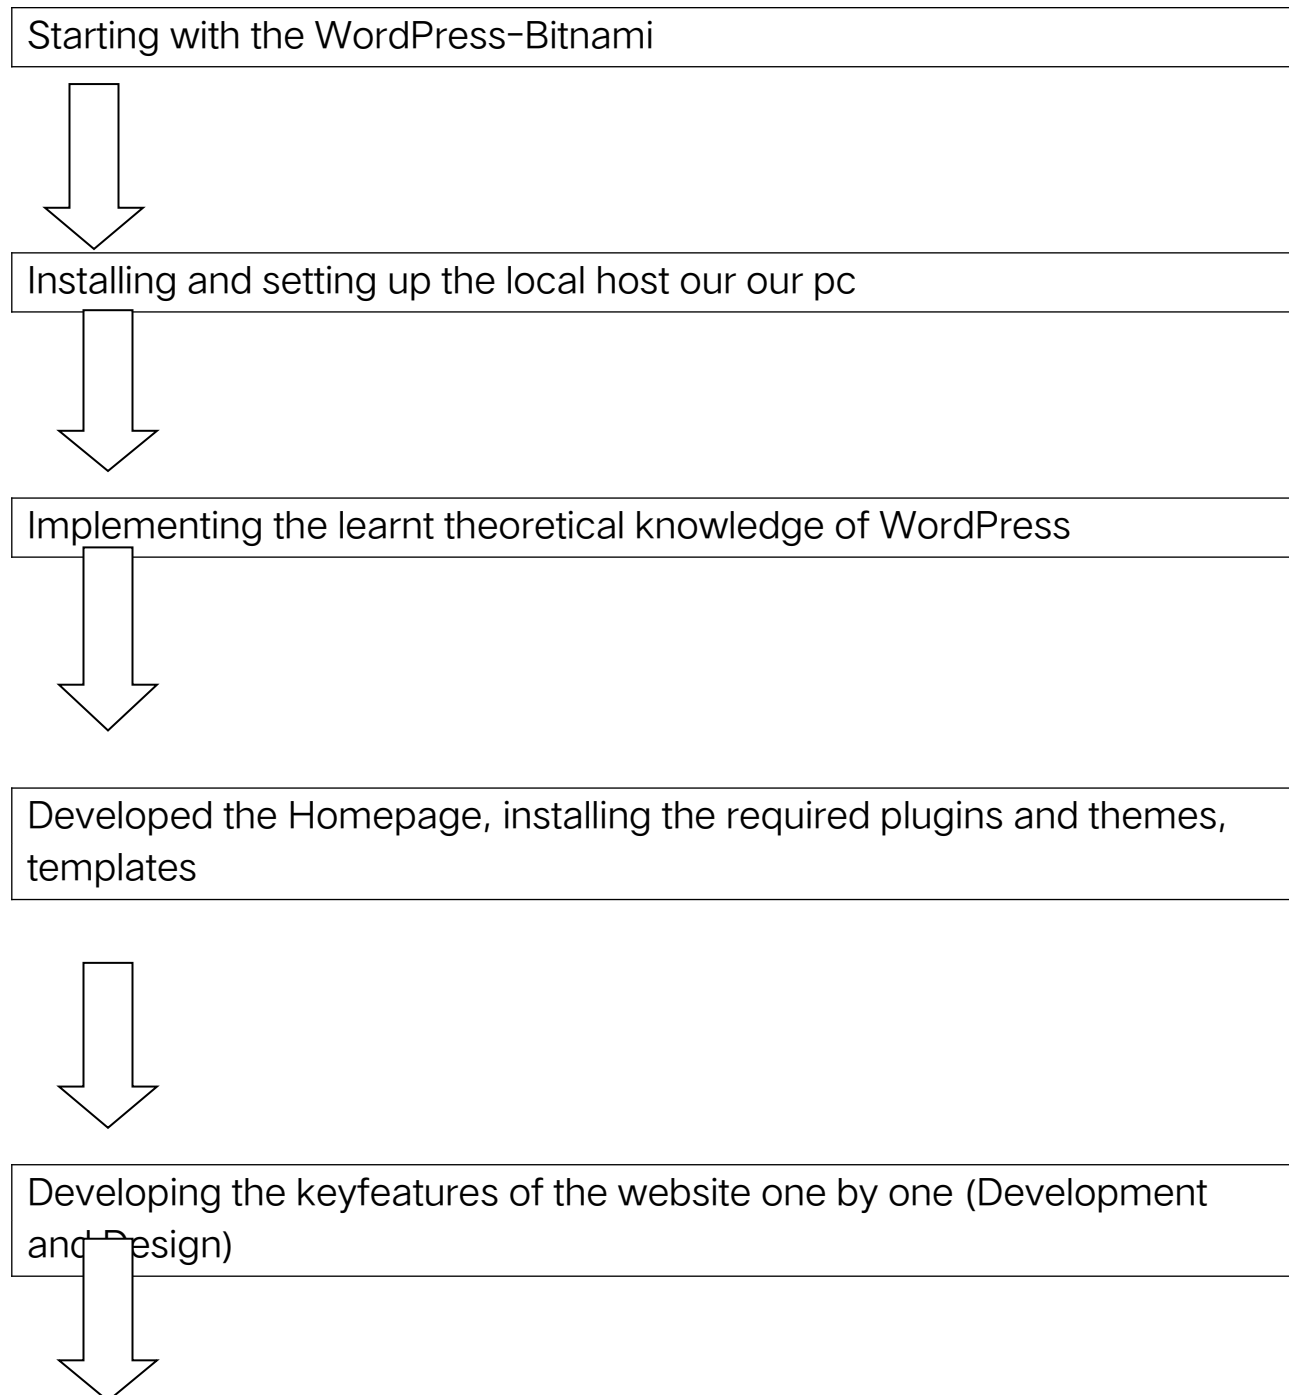 Starting with the WordPress-Bitnami
Installing and setting up the local host our our pc
Implementing the learnt theoretical knowledge of WordPress
Developed the Homepage, installing the required plugins and themes,
templates
Developing the keyfeatures of the website one by one (Development
and Design)